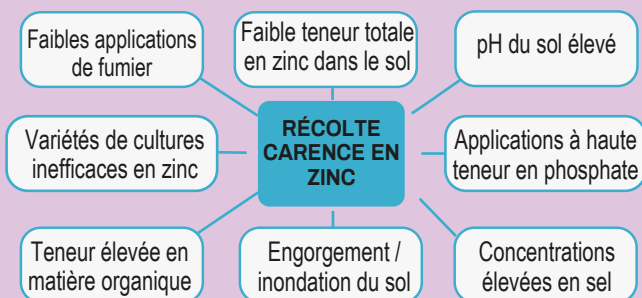 Faibles applications
de fumier
Faible teneur totale
en zinc dans le sol
pH du sol élevé
Variétés de cultures
inefficaces en zinc
RÉCOLTE
CARENCE EN
ZINC
Applications à haute
teneur en phosphate
Teneur élevée en
matière organique
Engorgement /
inondation du sol
Concentrations
élevées en sel